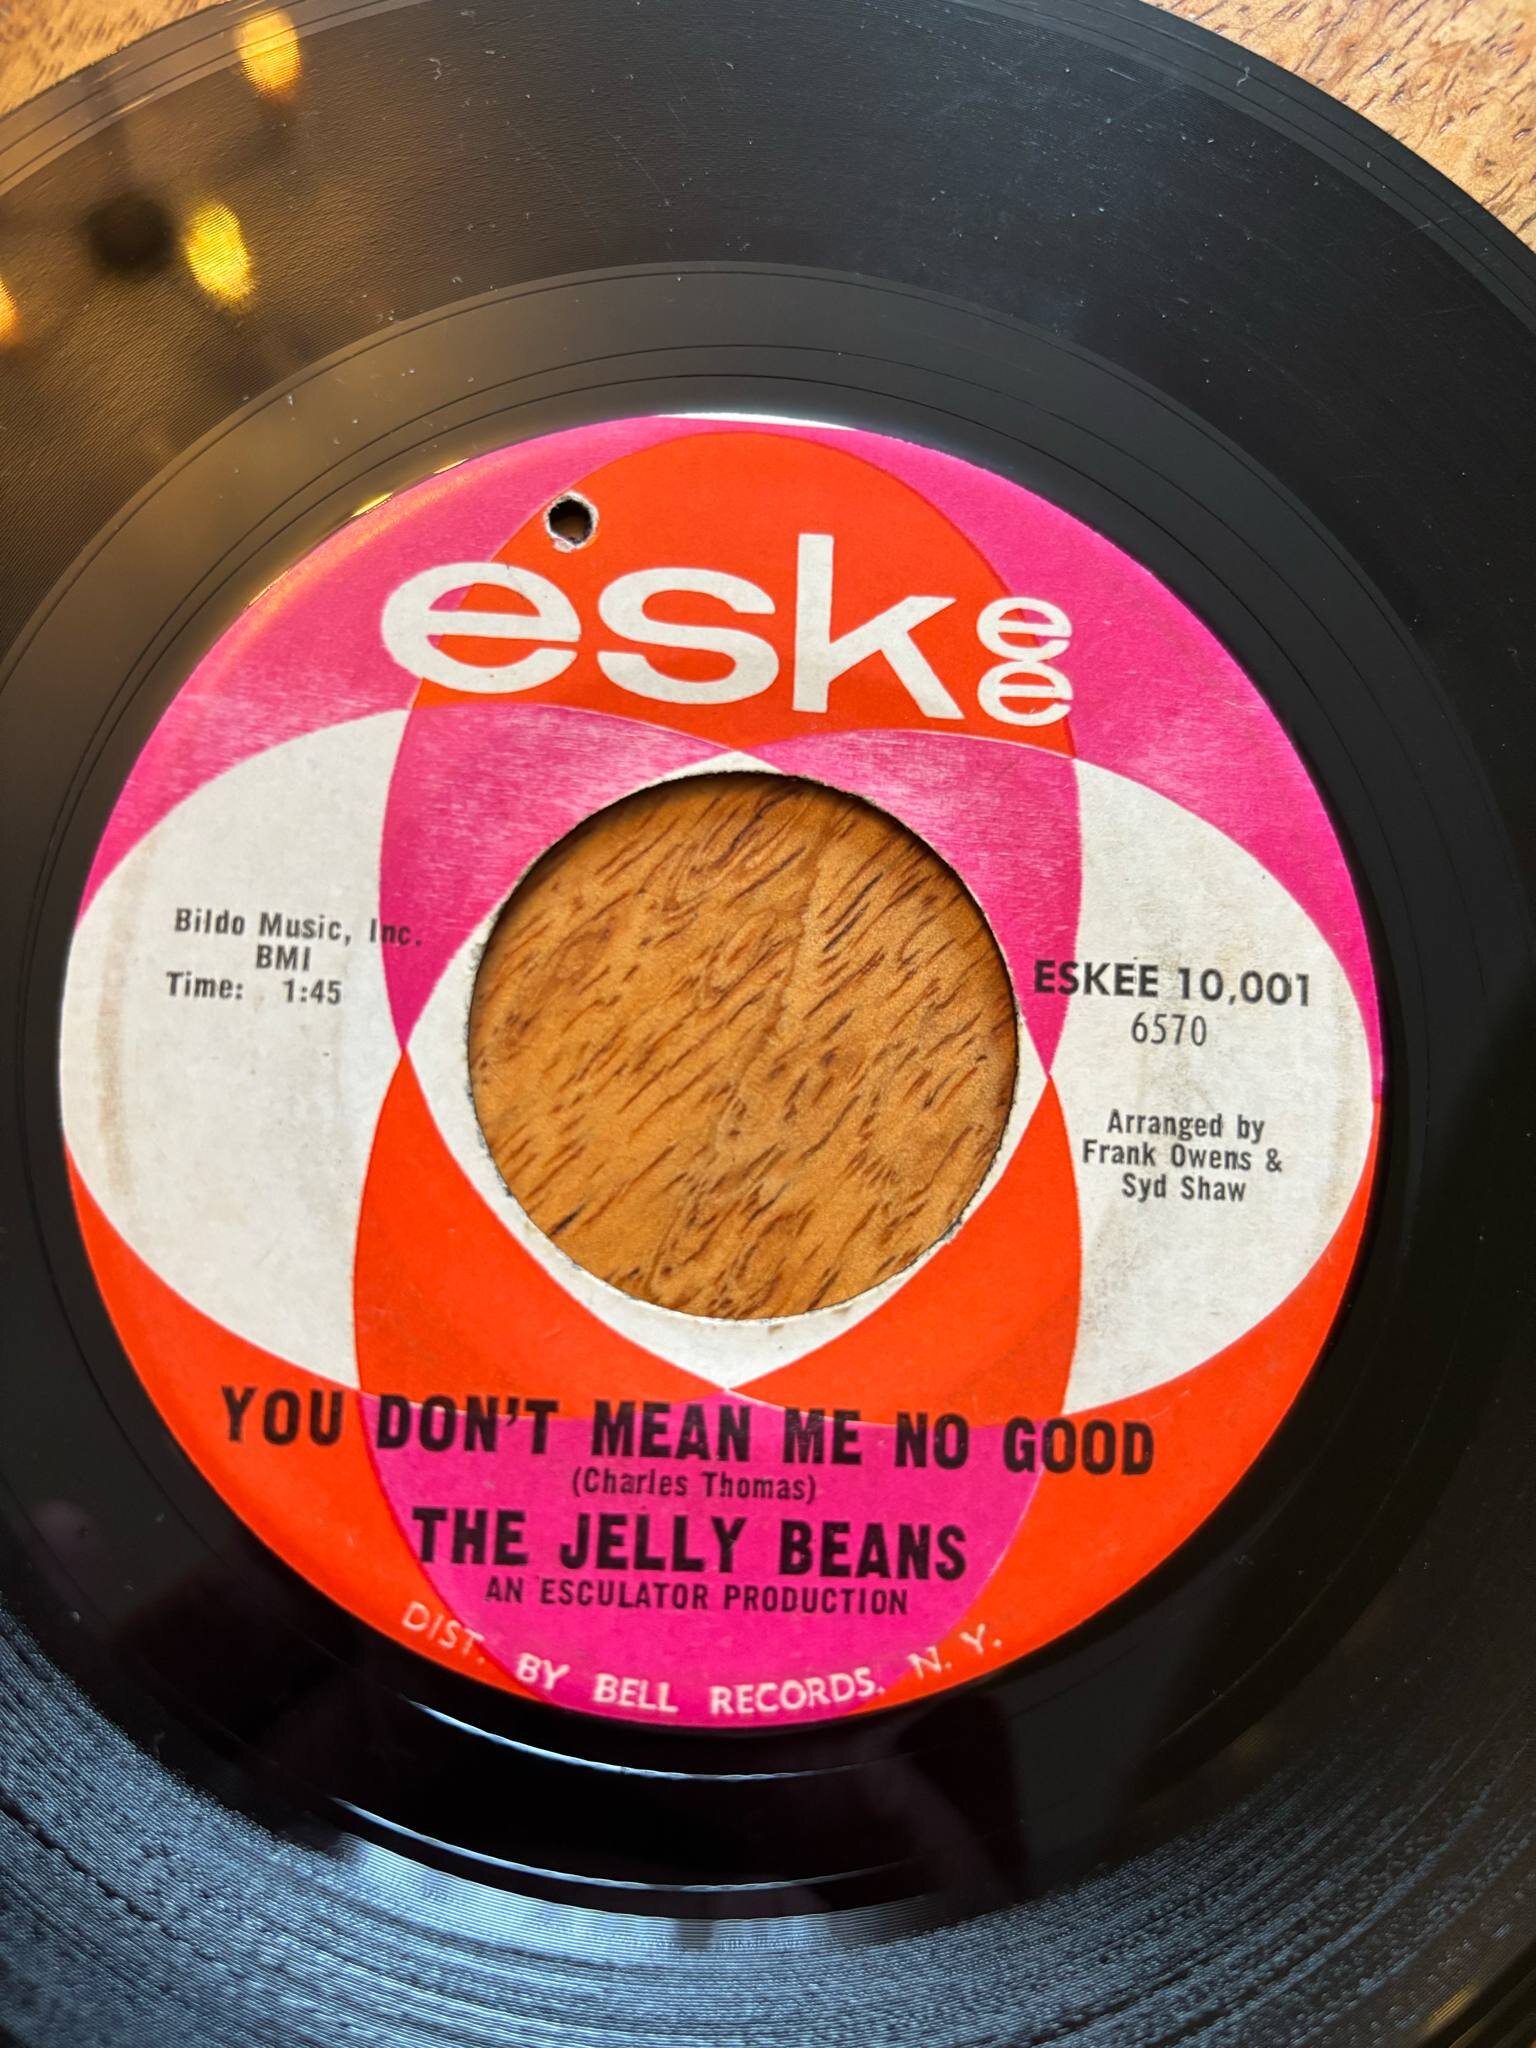 eskee
Bildo Music, Inc.
BMI
Time: 1:45
ESKEE 10,001
6570
Arranged by
Frank Owens &
Syd Shaw
YOU DON'T MEAN ME NO GOOD
(Charles Thomas)
THE JELLY BEANS
AN ESCULATOR PRODUCTION
DIST. BY BELL RECORDS, N. Y.